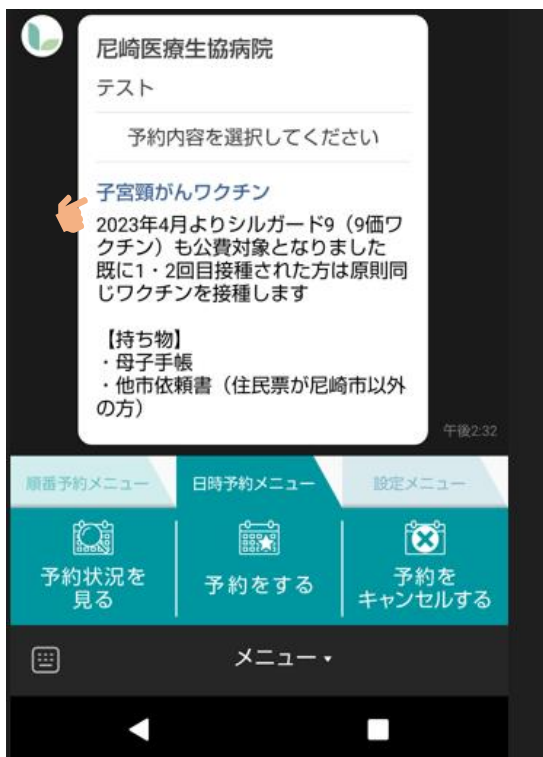 尼崎医療生協病院
テスト
予約内容を選択してください
子宮頸がんワクチン
2023年4月よりシルガード9（9価ワ
クチン）も公費対象となりました
既に1・2回目接種された方は原則同
じワクチンを接種します
【持ち物】
・母子手帳
・他市依頼書（住民票が尼崎市以外
の方）
午後2:32
順番予約メニュー
日時予約メニュー
設定メニュー
予約状況を
見る
予約をする
予約を
キャンセルする
メニュー▼